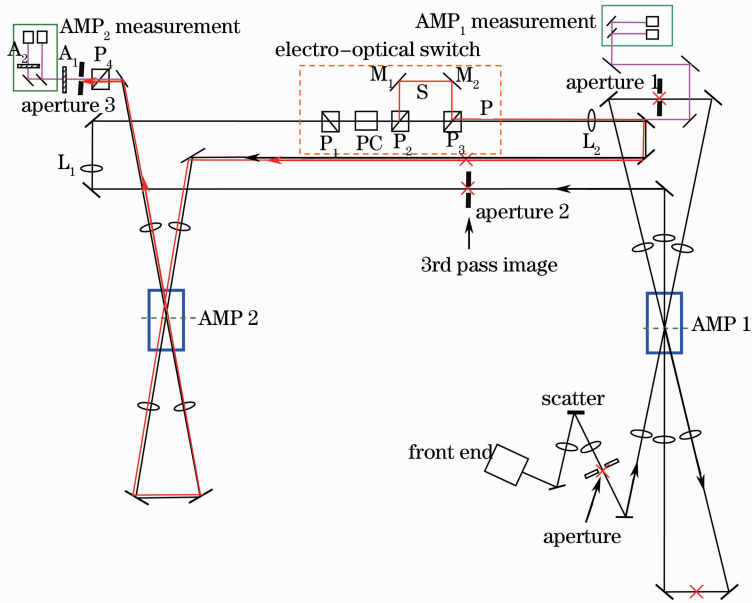 AMP₂ measurement
AMP₁ measurement
A₂
A₁
P₄
electro−optical switch
M₁
M₂
S
P
aperture 1
aperture 3
P₁
PC
P₂
P₃
L₂
L₁
aperture 2
3rd pass image
AMP 2
AMP 1
scatter
front end
aperture